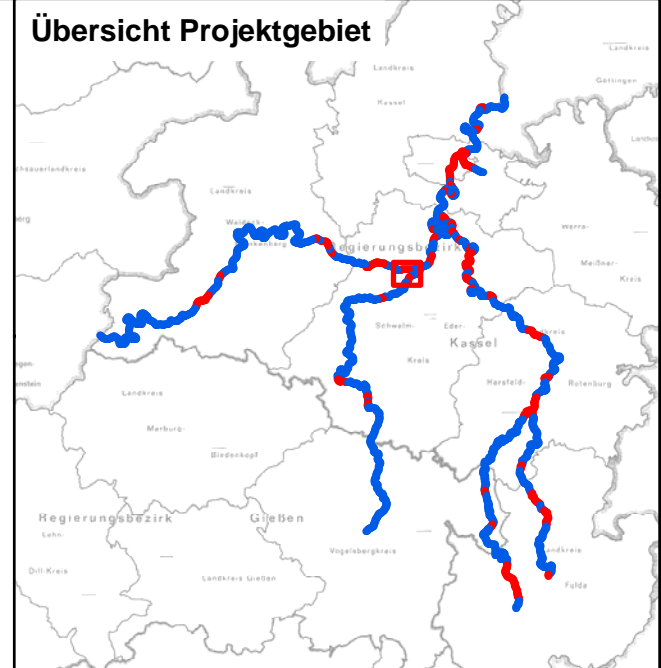 Übersicht Projektgebiet
Landkreis
Göttingen
Landkreis
Kassel
Landkreis
Waldeck-
Regierungsbezirk
Werra-
Meißner-
Kreis
Schwalm-
Eder-
Kreis
Kassel
Hersfeld-
Rotenburg
Landkreis
Marburg-
Biedenkopf
Regierungsbezirk
Gießen
Lahn-
Dill-Kreis
Landkreis Gießen
Vogelsbergkreis
Landkreis
Fulda